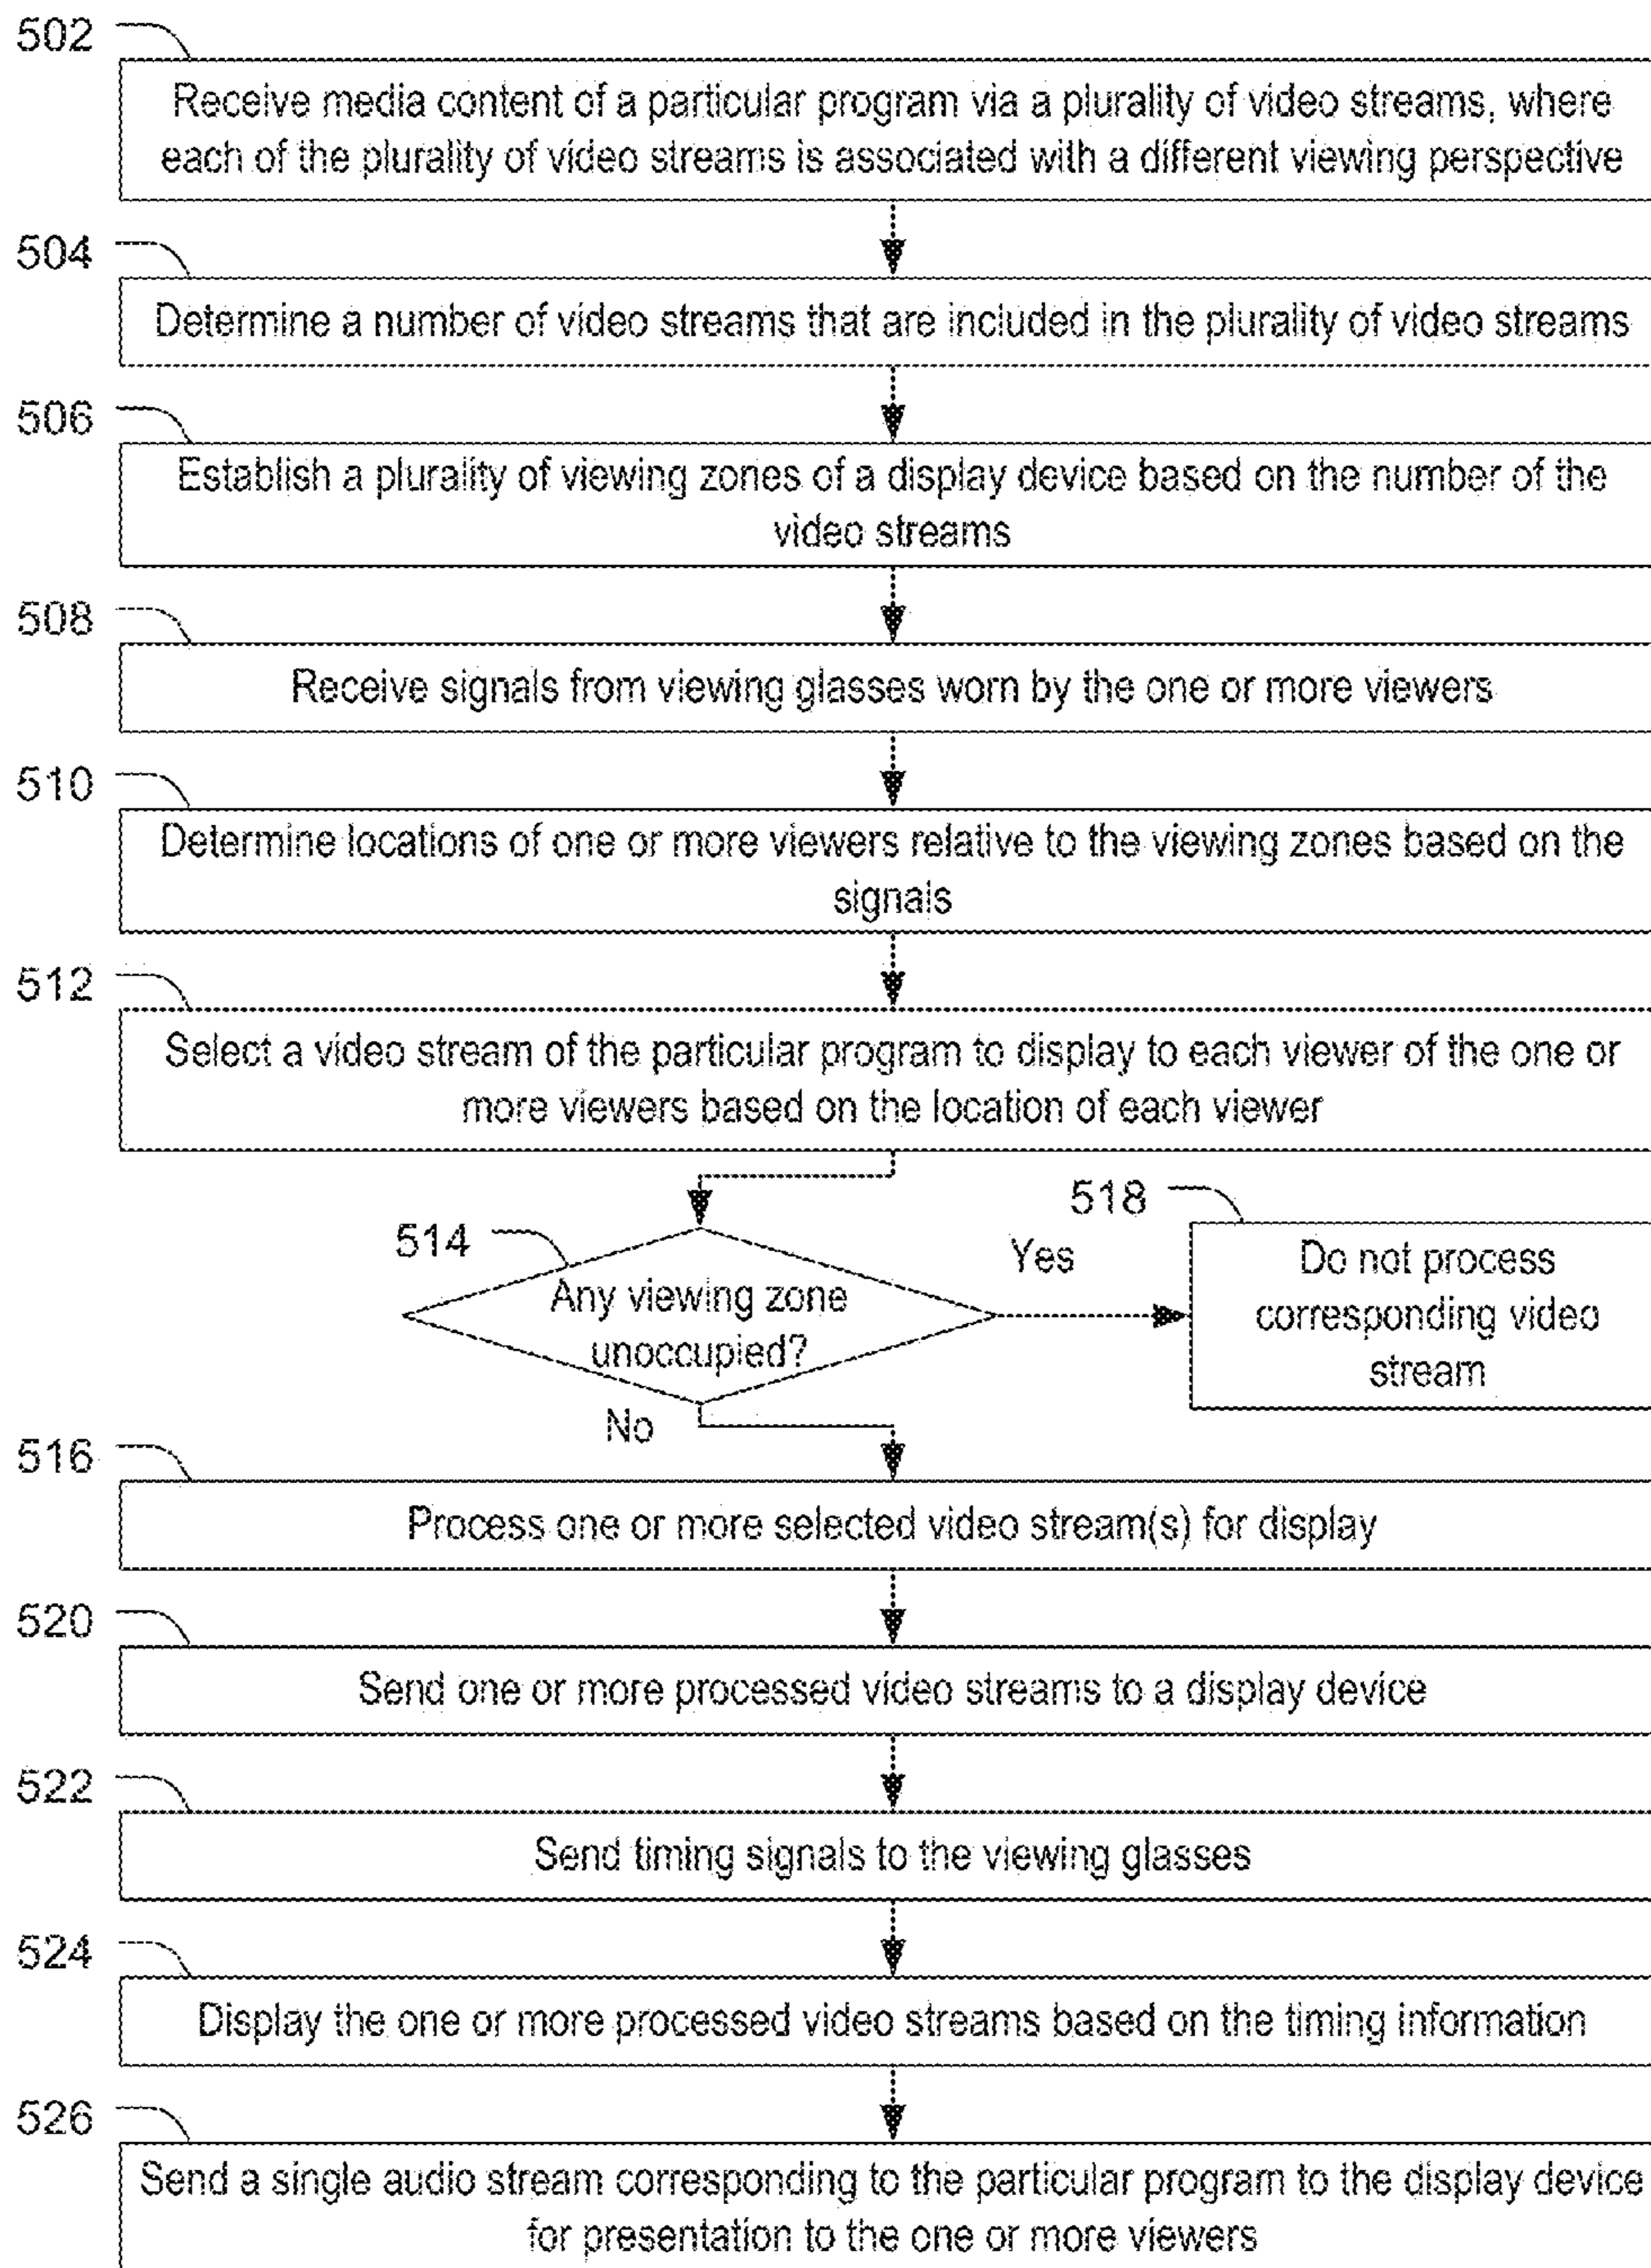 502
Receive media content of a particular program via a plurality of video streams, where
each of the plurality of video streams is associated with a different viewing perspective
504
Determine a number of video streams that are included in the plurality of video streams
506
Establish a plurality of viewing zones of a display device based on the number of the
video streams
508
Receive signals from viewing glasses worn by the one or more viewers
510
Determine locations of one or more viewers relative to the viewing zones based on the
signals
512
Select a video stream of the particular program to display to each viewer of the one or
more viewers based on the location of each viewer
514
Any viewing zone
unoccupied?
Yes
518
Do not process
corresponding video
stream
No
516
Process one or more selected video stream(s) for display
520
Send one or more processed video streams to a display device
522
Send timing signals to the viewing glasses
524
Display the one or more processed video streams based on the timing information
526
Send a single audio stream corresponding to the particular program to the display device
for presentation to the one or more viewers